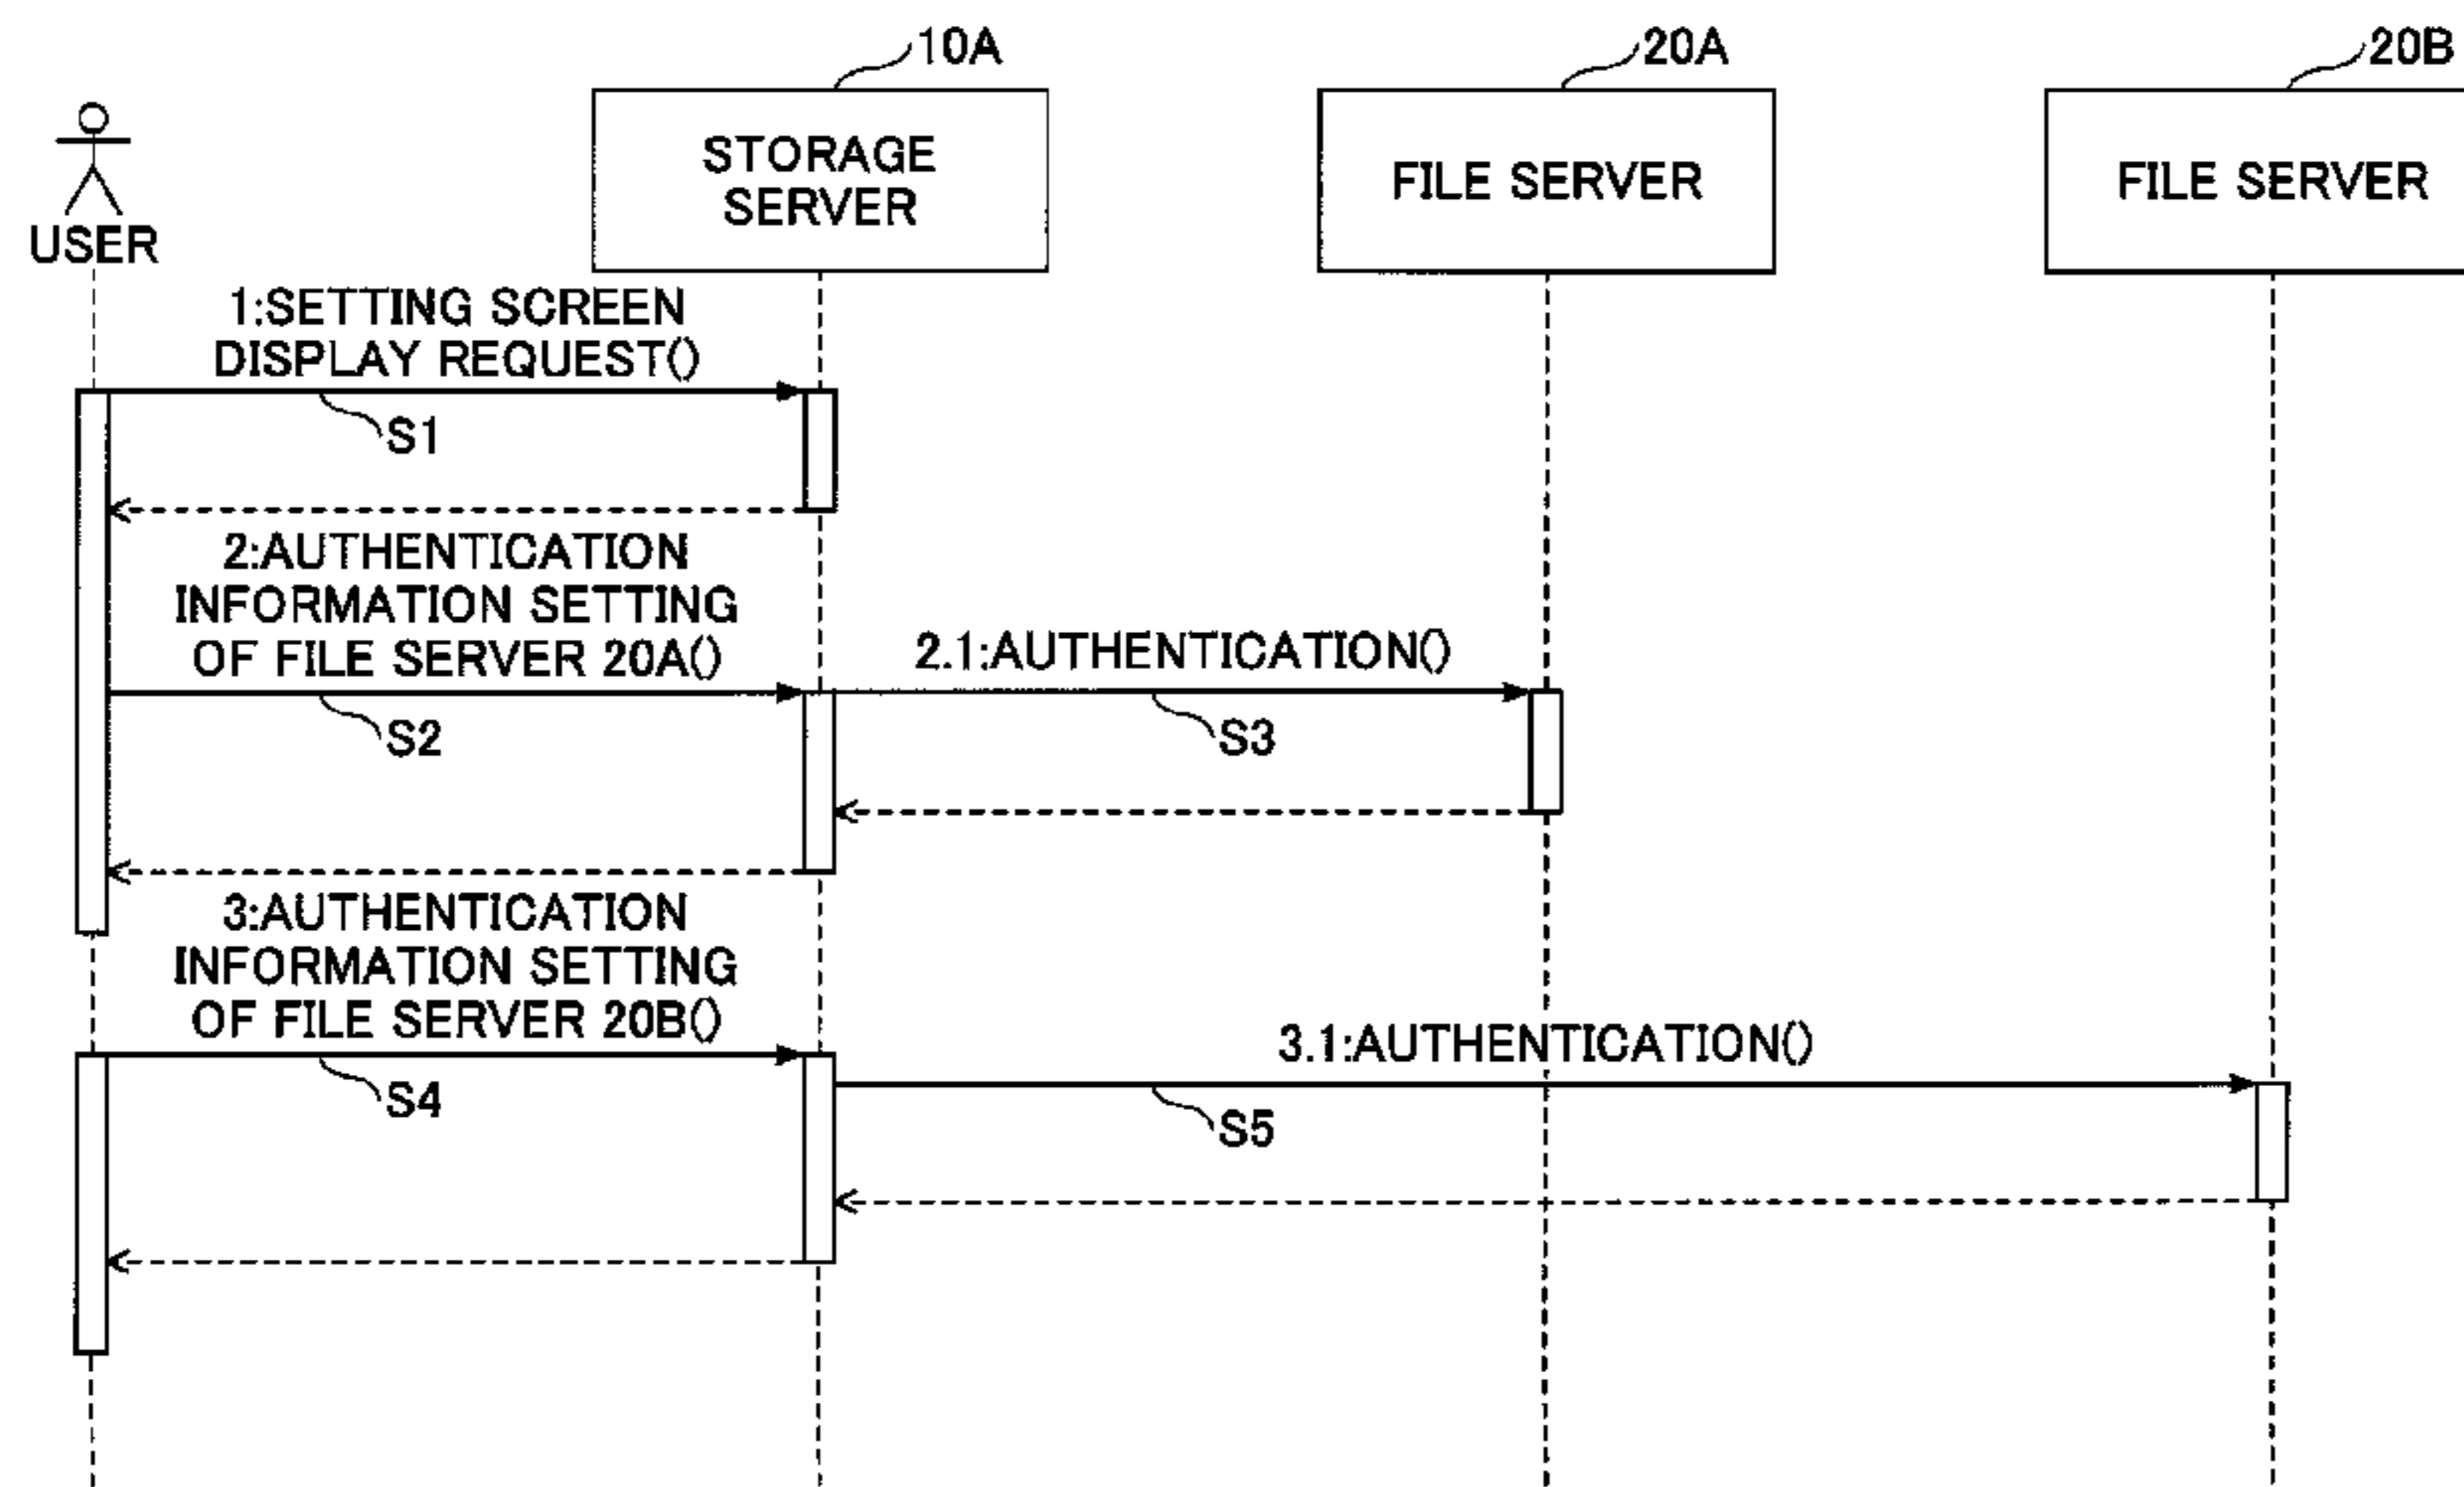 10A
20A
20B
STORAGE
SERVER
FILE SERVER
FILE SERVER
USER
1:SETTING SCREEN
DISPLAY REQUEST()
S1
2:AUTHENTICATION
INFORMATION SETTING
OF FILE SERVER 20A()
2.1:AUTHENTICATION()
S2
S3
3:AUTHENTICATION
INFORMATION SETTING
OF FILE SERVER 20B()
3.1:AUTHENTICATION()
S4
S5